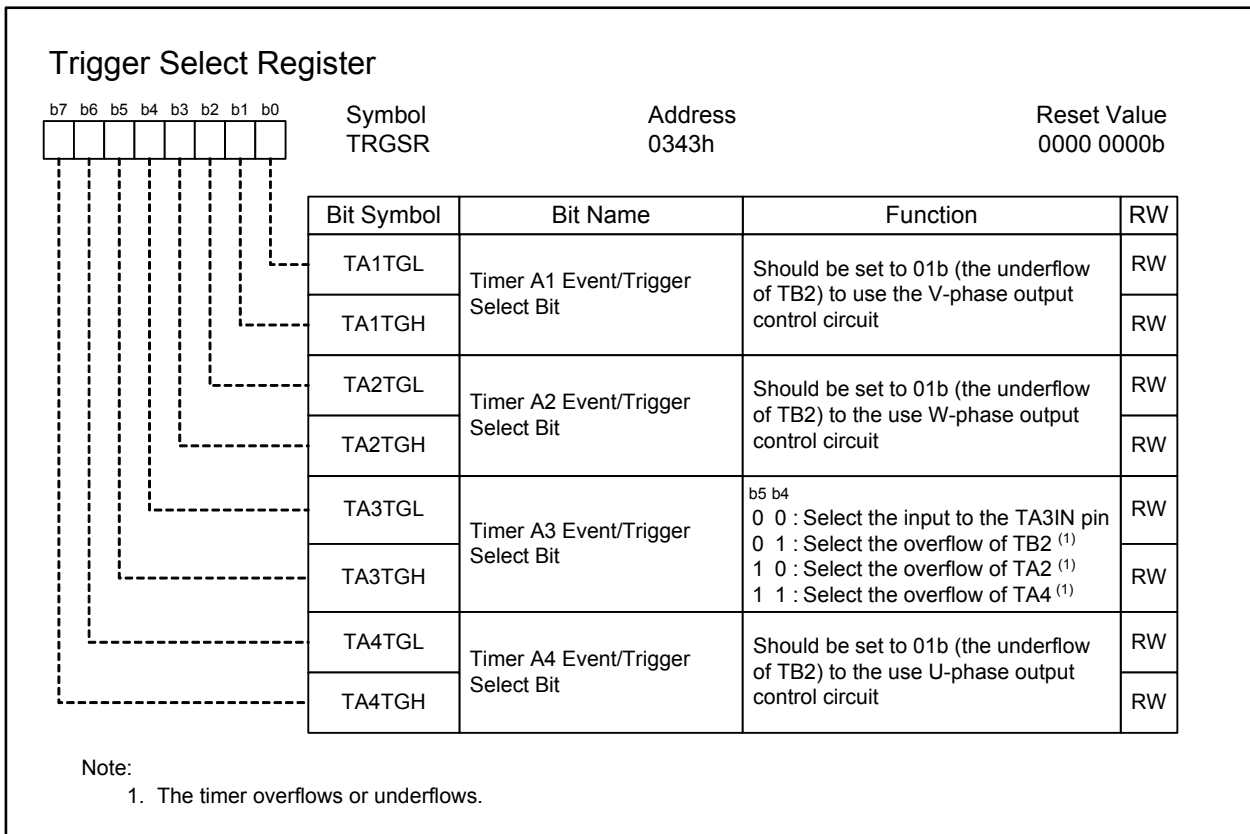 Trigger Select Register
b7 b6 b5 b4 b3 b2 b1 b0
Symbol Address Reset Value
TRGSR 0343h 0000 0000b
Bit Symbol Bit Name Function RW
TA1TGL
TA1TGH
Timer A1 Event/Trigger
Select Bit
Should be set to 01b (the underflow
of TB2) to use the V-phase output
control circuit
RW
RW
TA2TGL
TA2TGH
Timer A2 Event/Trigger
Select Bit
Should be set to 01b (the underflow
of TB2) to the use W-phase output
control circuit
RW
RW
TA3TGL
TA3TGH
Timer A3 Event/Trigger
Select Bit
b5 b4
0 0 : Select the input to the TA3IN pin
0 1 : Select the overflow of TB2 (1)
1 0 : Select the overflow of TA2 (1)
1 1 : Select the overflow of TA4 (1)
RW
RW
TA4TGL
TA4TGH
Timer A4 Event/Trigger
Select Bit
Should be set to 01b (the underflow
of TB2) to the use U-phase output
control circuit
RW
RW
Note:
1. The timer overflows or underflows.